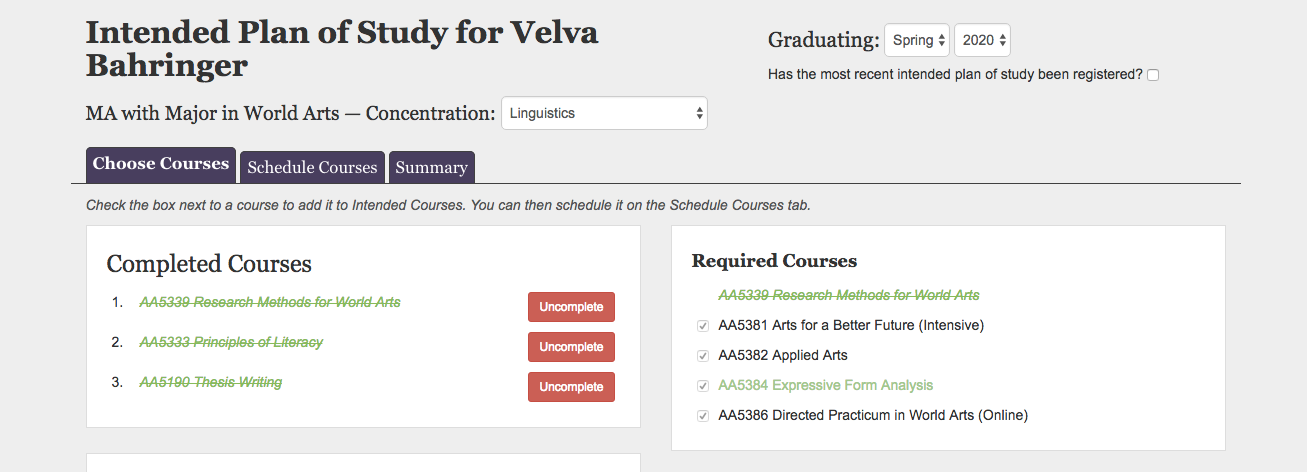 Intended Plan of Study for Velva
Bahringer
Graduating: Spring 2020
Has the most recent intended plan of study been registered?
MA with Major in World Arts — Concentration: Linguistics
Choose Courses Schedule Courses Summary
Check the box next to a course to add it to Intended Courses. You can then schedule it on the Schedule Courses tab.
Completed Courses
1. AA5339 Research Methods for World Arts Uncomplete
2. AA5333 Principles of Literacy Uncomplete
3. AA5190 Thesis Writing Uncomplete
Required Courses
AA5339 Research Methods for World Arts
AA5381 Arts for a Better Future (Intensive)
AA5382 Applied Arts
AA5384 Expressive Form Analysis
AA5386 Directed Practicum in World Arts (Online)